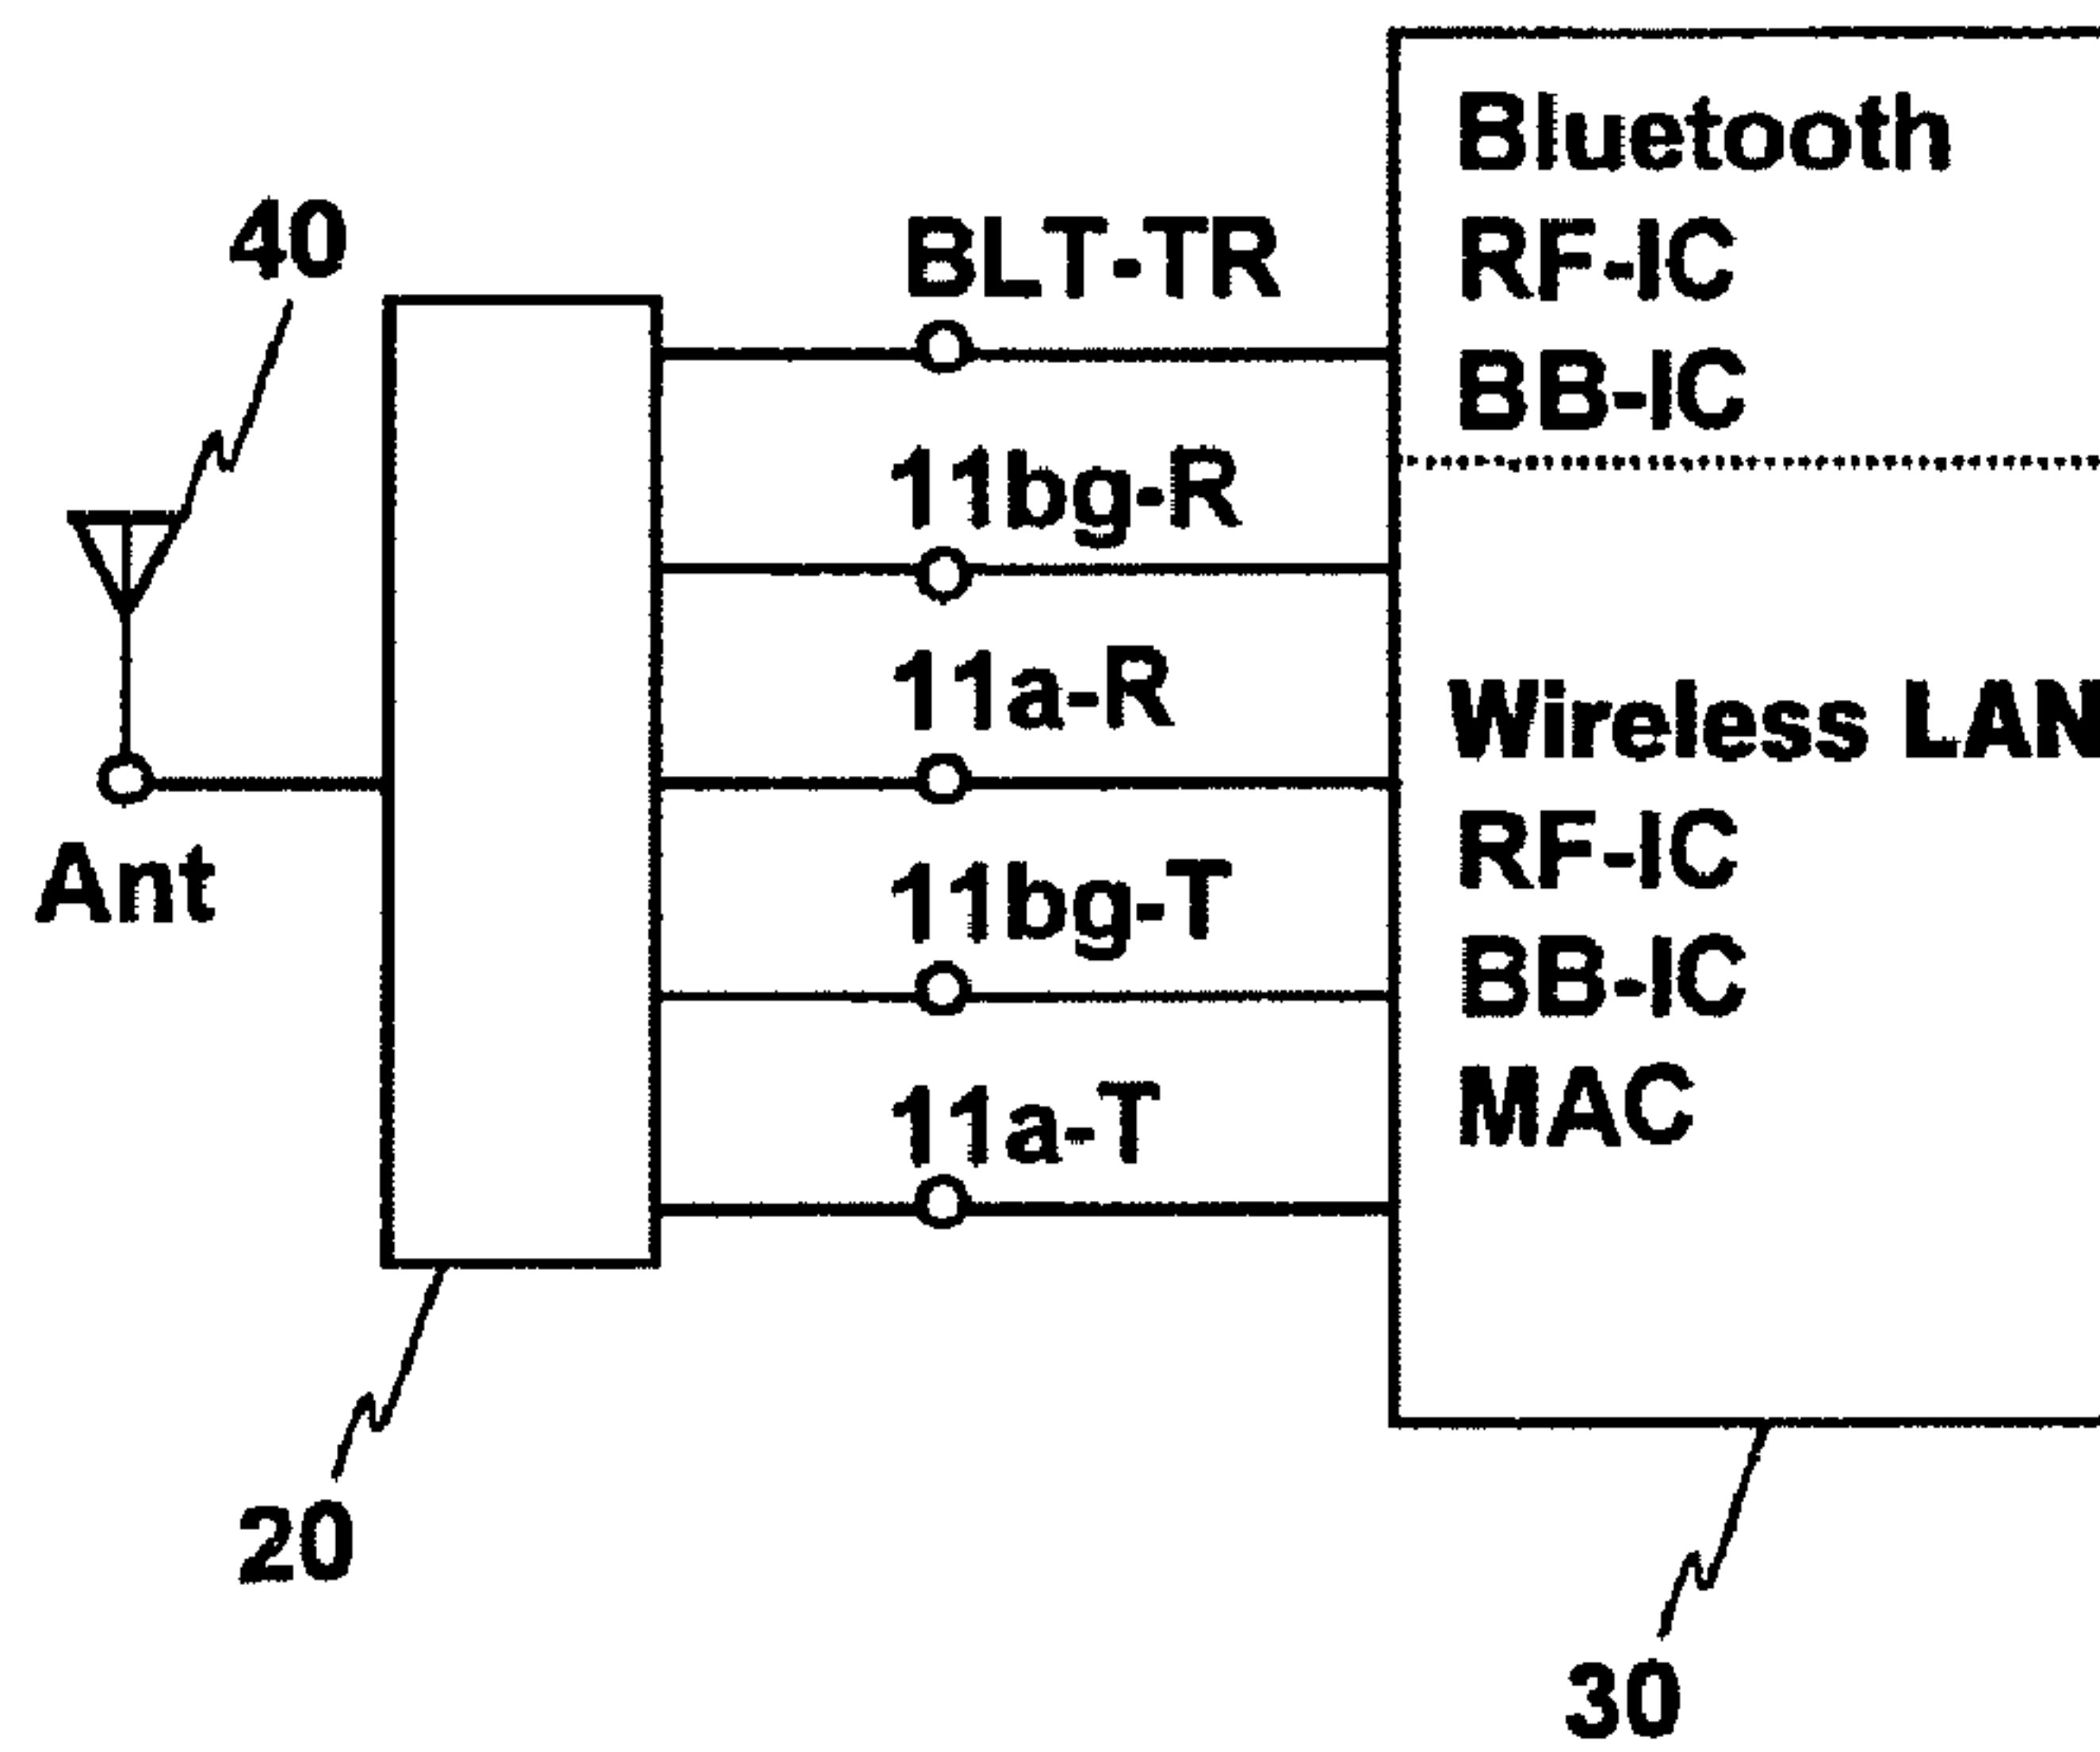 40
Ant
20
BLT-TR
11bg-R
11a-R
11bg-T
11a-T
Bluetooth
RF-IC
BB-IC
Wireless LAN
RF-IC
BB-IC
MAC
30